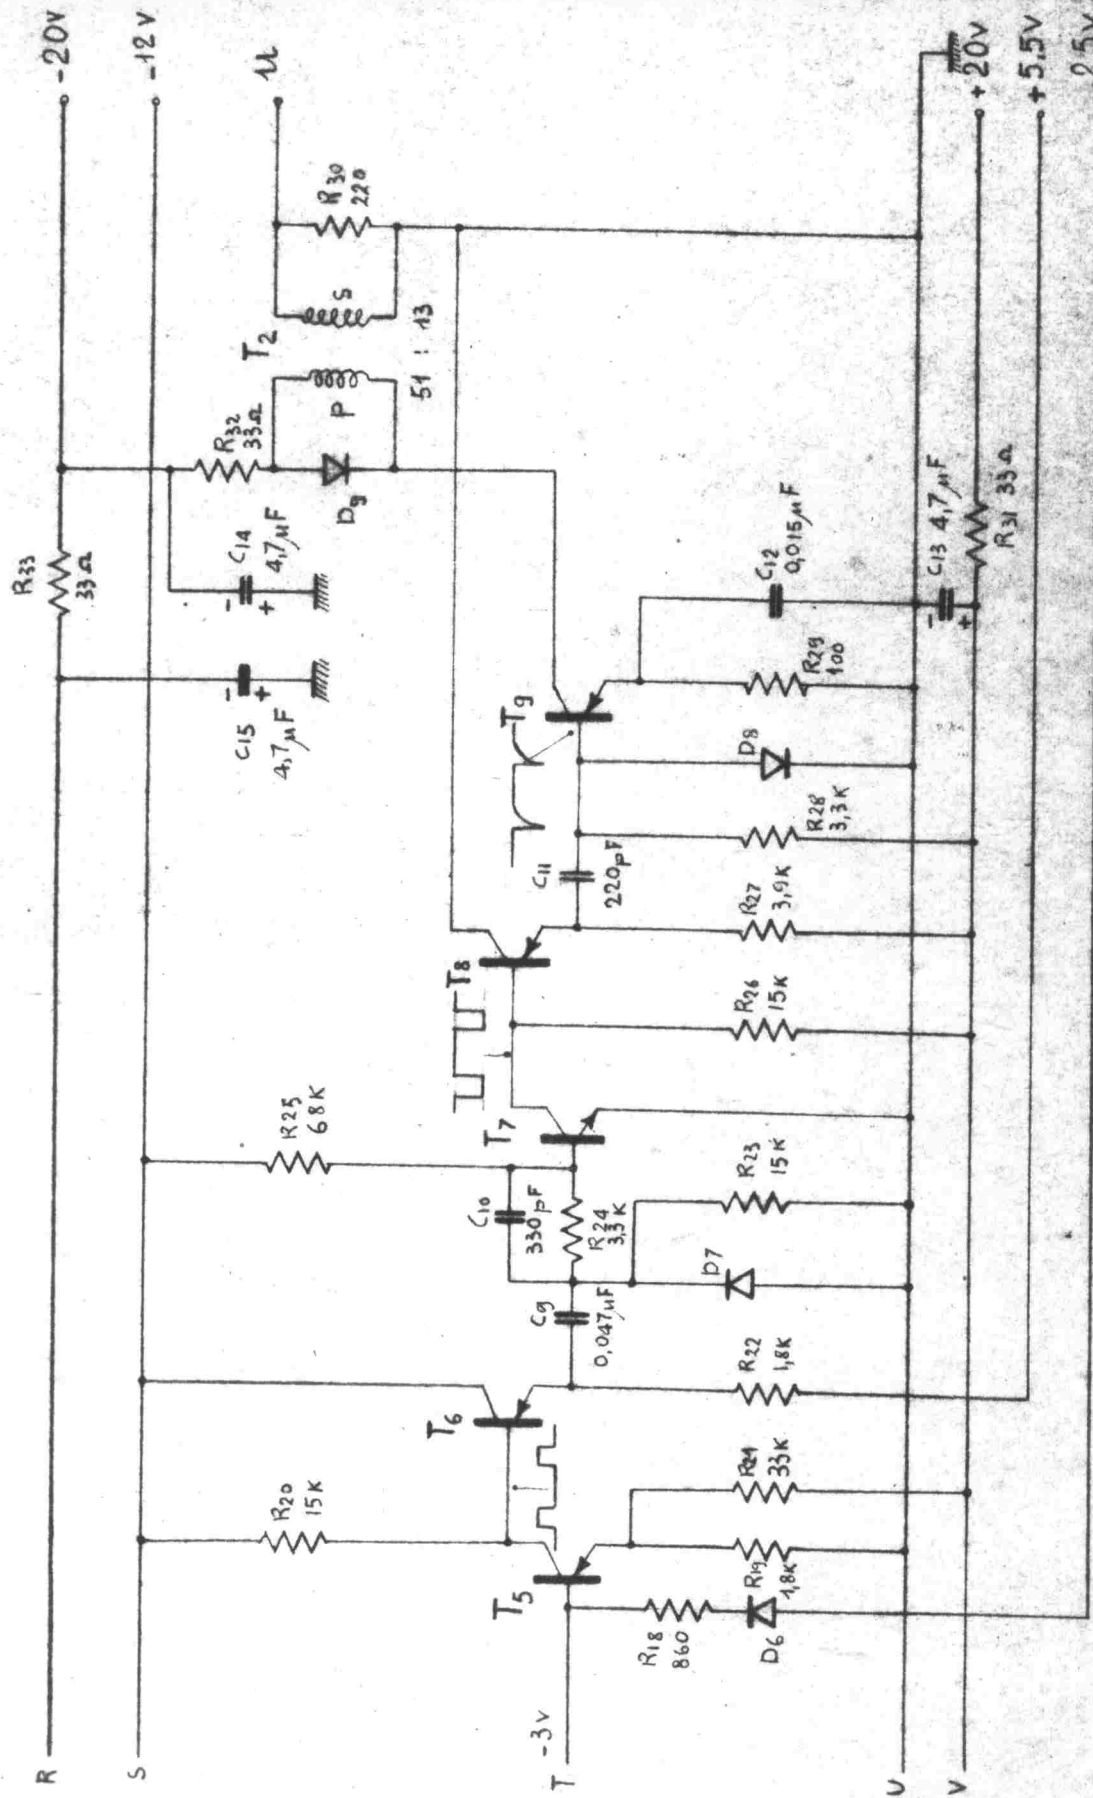 R
-20V
S
-12V
T
-3V
U
V
+20V
+5,5V
25V
u
R33
33Ω
C15
4,7µF
-
+
C14
4,7µF
-
+
R32
33Ω
D9
P
T2
S
51 : 13
R30
220
R20
15K
T5
R18
860
D6
R19
1,8K
R21
33K
T6
R22
1,8K
C9
0,047µF
C10
330pF
R24
3,3K
D7
R23
15K
R25
68K
T7
T8
R26
15K
R27
3,9K
C11
220pF
R28
3,3K
D8
T9
R29
100
C12
0,015µF
C13 4,7µF
-
+
R31 33Ω